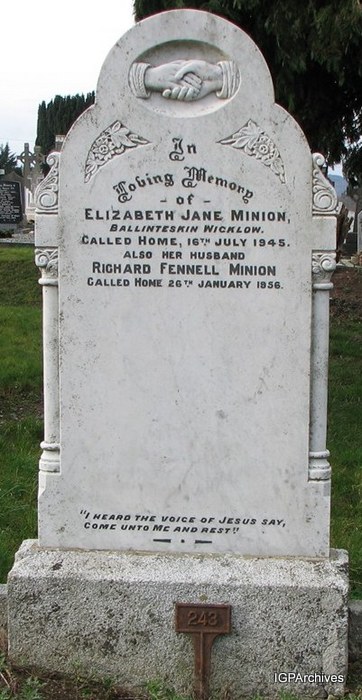 In
Loving Memory
- of -
ELIZABETH JANE MINION,
BALLINTESKIN WICKLOW.
CALLED HOME, 16TH JULY 1945.
ALSO HER HUSBAND
RICHARD FENNELL MINION
CALLED HOME 26TH JANUARY 1956.
"I HEARD THE VOICE OF JESUS SAY,
COME UNTO ME AND REST".
243
IGPArchives